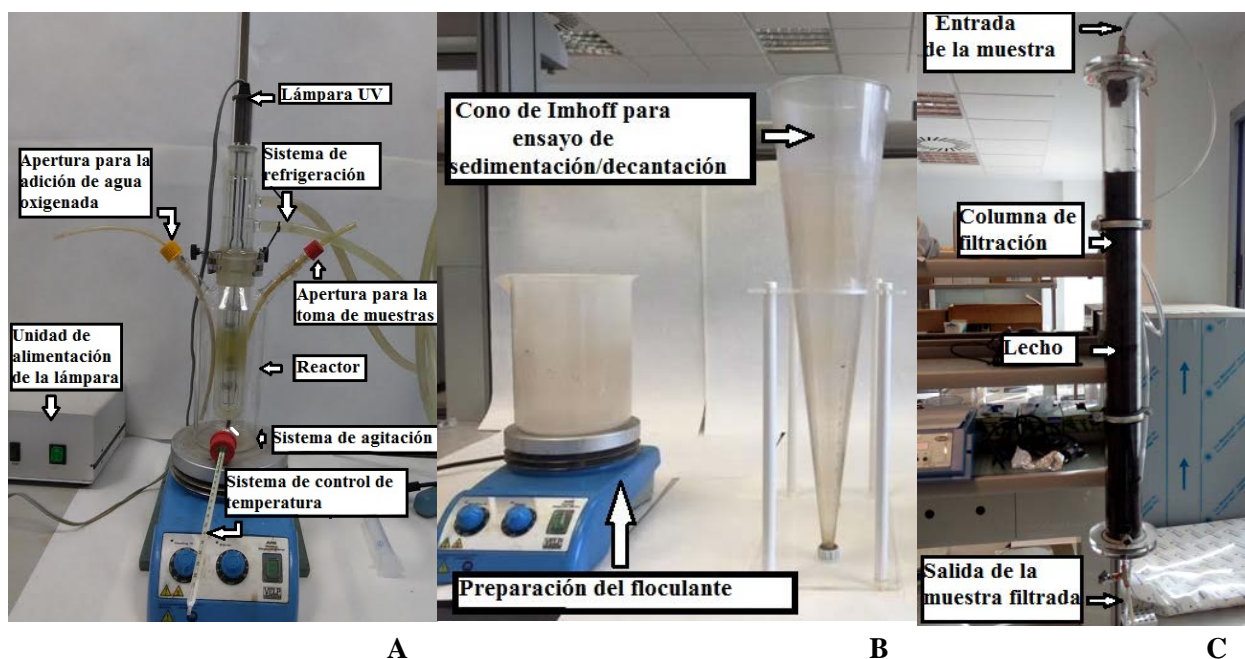 Lámpara UV
Apertura para la
adición de agua
oxigenada
Sistema de
refrigeración
Apertura para la
toma de muestras
Unidad de
alimentación
de la lámpara
Reactor
Sistema de agitación
Sistema de control de
temperatura
VELP
A
Cono de Imhoff para
ensayo de
sedimentación/decantación
Preparación del floculante
B
Entrada
de la muestra
Columna de
filtración
Lecho
Salida de la
muestra filtrada
C